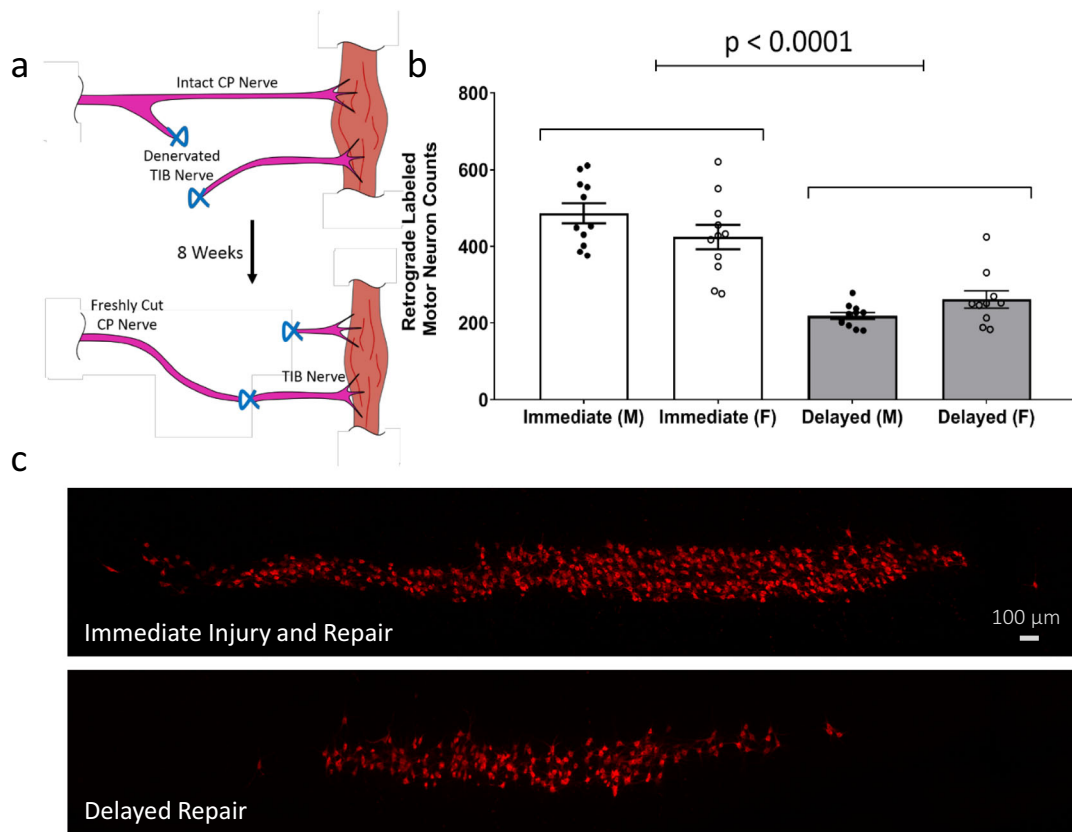 a
Intact CP Nerve
Denervated
TIB Nerve
8 Weeks
Freshly Cut
CP Nerve
TIB Nerve
b
p < 0.0001
Retrograde Labeled
Motor Neuron Counts
800
600
400
200
0
Immediate (M)
Immediate (F)
Delayed (M)
Delayed (F)
c
Immediate Injury and Repair
100 µm
Delayed Repair